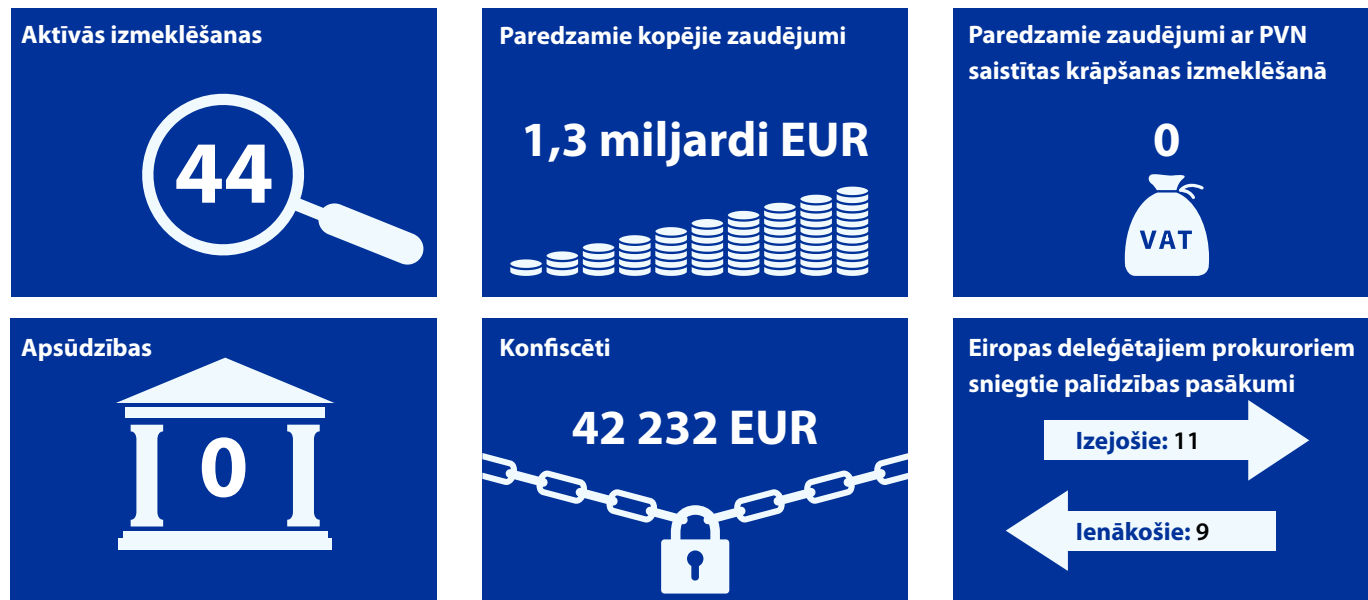 Aktīvās izmeklēšanas
44
Paredzamie kopējie zaudējumi
1,3 miljardi EUR
Paredzamie zaudējumi ar PVN
saistītas krāpšanas izmeklēšanā
0
VAT
Apsūdzības
0
Konfiscēti
42 232 EUR
Eiropas deleģētajiem prokuroriem
sniegtie palīdzības pasākumi
Izejošie: 11
Ienākošie: 9